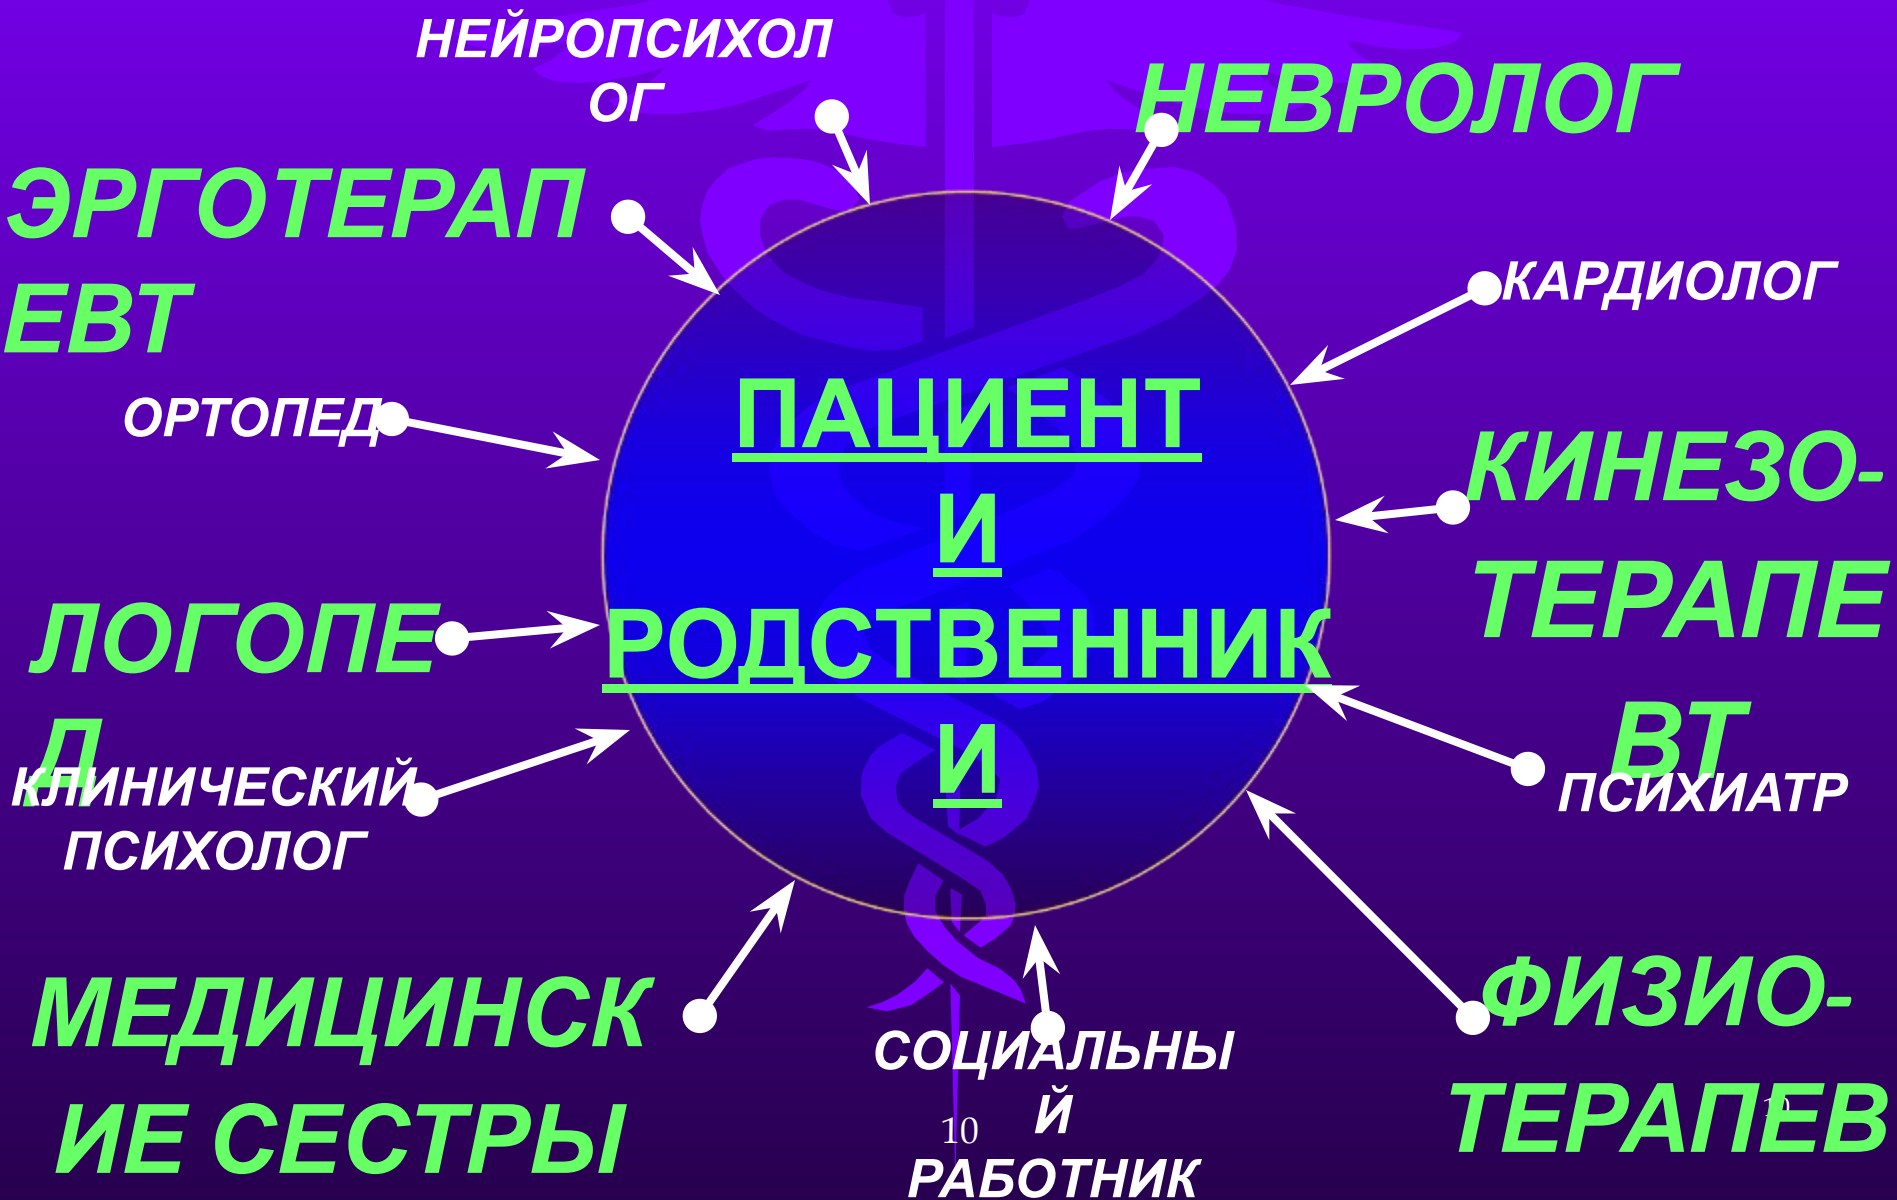 НЕЙРОПСИХОЛ
ОГ
НЕВРОЛОГ
ЭРГОТЕРАП
ЕВТ
КАРДИОЛОГ
ОРТОПЕД
ПАЦИЕНТ
И
РОДСТВЕННИК
И
КИНЕЗО-
ТЕРАПЕ
ВТ
ЛОГОПЕ
Д
КЛИНИЧЕСКИЙ
ПСИХОЛОГ
ПСИХИАТР
МЕДИЦИНСК
ИЕ СЕСТРЫ
СОЦИАЛЬНЫ
Й
РАБОТНИК
10
ФИЗИО-
ТЕРАПЕВ
10